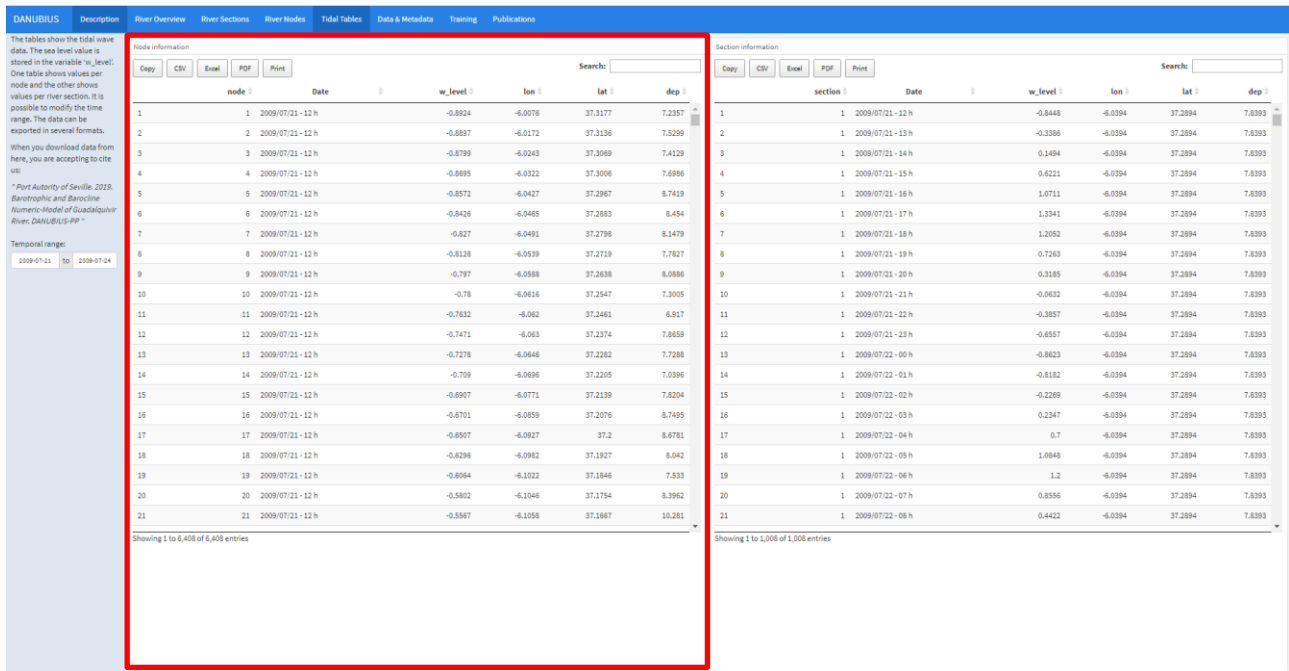 DANUBIUS Description River Overview River Sections River Nodes Tidal Tables Data & Metadata Training Publications
The tables show the tidal wave
data. The sea level value is
stored in the variable 'w_level'.
One table shows values per
node and the other shows
values per river section. It is
possible to modify the time
range. The data can be
exported in several formats.
When you download data from
here, you are accepting to cite
us:
" Port Autority of Seville. 2019.
Barotrophic and Barocline
Numeric-Model of Guadalquivir
River. DANUBIUS-PP "
Temporal range:
2009-07-21 to 2009-07-24
Node information
Copy CSV Excel PDF Print Search:
node Date w_level lon lat dep
1 1 2009/07/21 - 12 h -0.8924 -6.0076 37.3177 7.2357
2 2 2009/07/21 - 12 h -0.8897 -6.0172 37.3136 7.5299
3 3 2009/07/21 - 12 h -0.8799 -6.0243 37.3069 7.4129
4 4 2009/07/21 - 12 h -0.8695 -6.0322 37.3006 7.6986
5 5 2009/07/21 - 12 h -0.8572 -6.0427 37.2967 8.7419
6 6 2009/07/21 - 12 h -0.8426 -6.0465 37.2883 8.454
7 7 2009/07/21 - 12 h -0.827 -6.0491 37.2798 8.1479
8 8 2009/07/21 - 12 h -0.8128 -6.0539 37.2719 7.7827
9 9 2009/07/21 - 12 h -0.797 -6.0588 37.2638 8.0886
10 10 2009/07/21 - 12 h -0.78 -6.0616 37.2547 7.3005
11 11 2009/07/21 - 12 h -0.7632 -6.062 37.2461 6.917
12 12 2009/07/21 - 12 h -0.7471 -6.063 37.2374 7.8659
13 13 2009/07/21 - 12 h -0.7278 -6.0646 37.2282 7.7288
14 14 2009/07/21 - 12 h -0.709 -6.0696 37.2205 7.0396
15 15 2009/07/21 - 12 h -0.6907 -6.0771 37.2139 7.8204
16 16 2009/07/21 - 12 h -0.6701 -6.0859 37.2076 8.7495
17 17 2009/07/21 - 12 h -0.6507 -6.0927 37.2 8.6781
18 18 2009/07/21 - 12 h -0.6296 -6.0982 37.1927 8.042
19 19 2009/07/21 - 12 h -0.6064 -6.1022 37.1846 7.533
20 20 2009/07/21 - 12 h -0.5802 -6.1046 37.1754 8.3962
21 21 2009/07/21 - 12 h -0.5567 -6.1058 37.1667 10.281
Showing 1 to 6,408 of 6,408 entries
Section information
Copy CSV Excel PDF Print Search:
section Date w_level lon lat dep
1 1 2009/07/21 - 12 h -0.8448 -6.0394 37.2894 7.8393
2 1 2009/07/21 - 13 h -0.3386 -6.0394 37.2894 7.8393
3 1 2009/07/21 - 14 h 0.1494 -6.0394 37.2894 7.8393
4 1 2009/07/21 - 15 h 0.6221 -6.0394 37.2894 7.8393
5 1 2009/07/21 - 16 h 1.0711 -6.0394 37.2894 7.8393
6 1 2009/07/21 - 17 h 1.3341 -6.0394 37.2894 7.8393
7 1 2009/07/21 - 18 h 1.2052 -6.0394 37.2894 7.8393
8 1 2009/07/21 - 19 h 0.7263 -6.0394 37.2894 7.8393
9 1 2009/07/21 - 20 h 0.3185 -6.0394 37.2894 7.8393
10 1 2009/07/21 - 21 h -0.0632 -6.0394 37.2894 7.8393
11 1 2009/07/21 - 22 h -0.3857 -6.0394 37.2894 7.8393
12 1 2009/07/21 - 23 h -0.6557 -6.0394 37.2894 7.8393
13 1 2009/07/22 - 00 h -0.8623 -6.0394 37.2894 7.8393
14 1 2009/07/22 - 01 h -0.8182 -6.0394 37.2894 7.8393
15 1 2009/07/22 - 02 h -0.2269 -6.0394 37.2894 7.8393
16 1 2009/07/22 - 03 h 0.2347 -6.0394 37.2894 7.8393
17 1 2009/07/22 - 04 h 0.7 -6.0394 37.2894 7.8393
18 1 2009/07/22 - 05 h 1.0848 -6.0394 37.2894 7.8393
19 1 2009/07/22 - 06 h 1.2 -6.0394 37.2894 7.8393
20 1 2009/07/22 - 07 h 0.8556 -6.0394 37.2894 7.8393
21 1 2009/07/22 - 08 h 0.4422 -6.0394 37.2894 7.8393
Showing 1 to 1,008 of 1,008 entries